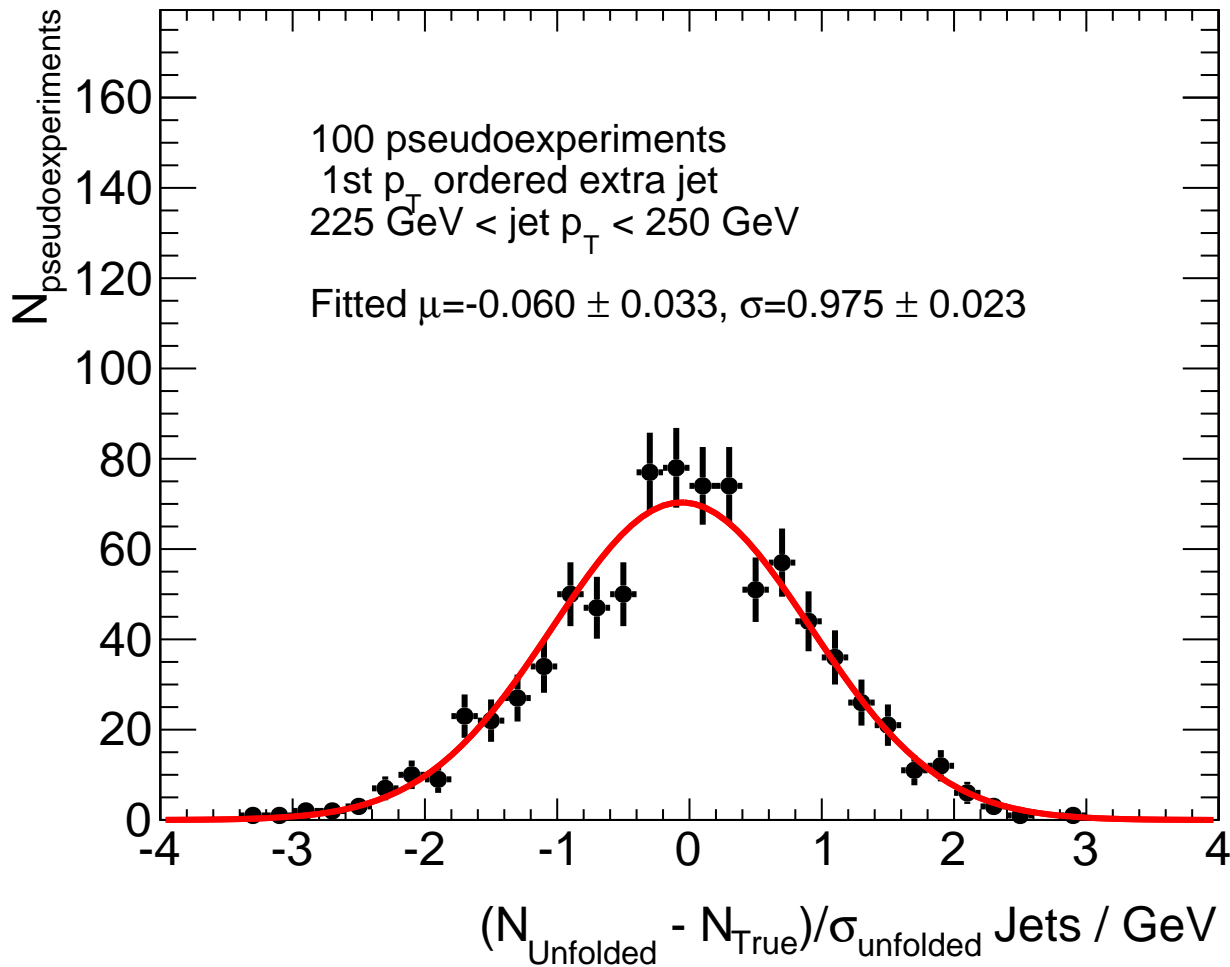 N_pseudoexperiments
160
140
120
100
80
60
40
20
0
100 pseudoexperiments
1st p_T ordered extra jet
225 GeV < jet p_T < 250 GeV
Fitted μ=-0.060 ± 0.033, σ=0.975 ± 0.023
-4 -3 -2 -1 0 1 2 3 4
(N_Unfolded - N_True)/σ_unfolded Jets / GeV